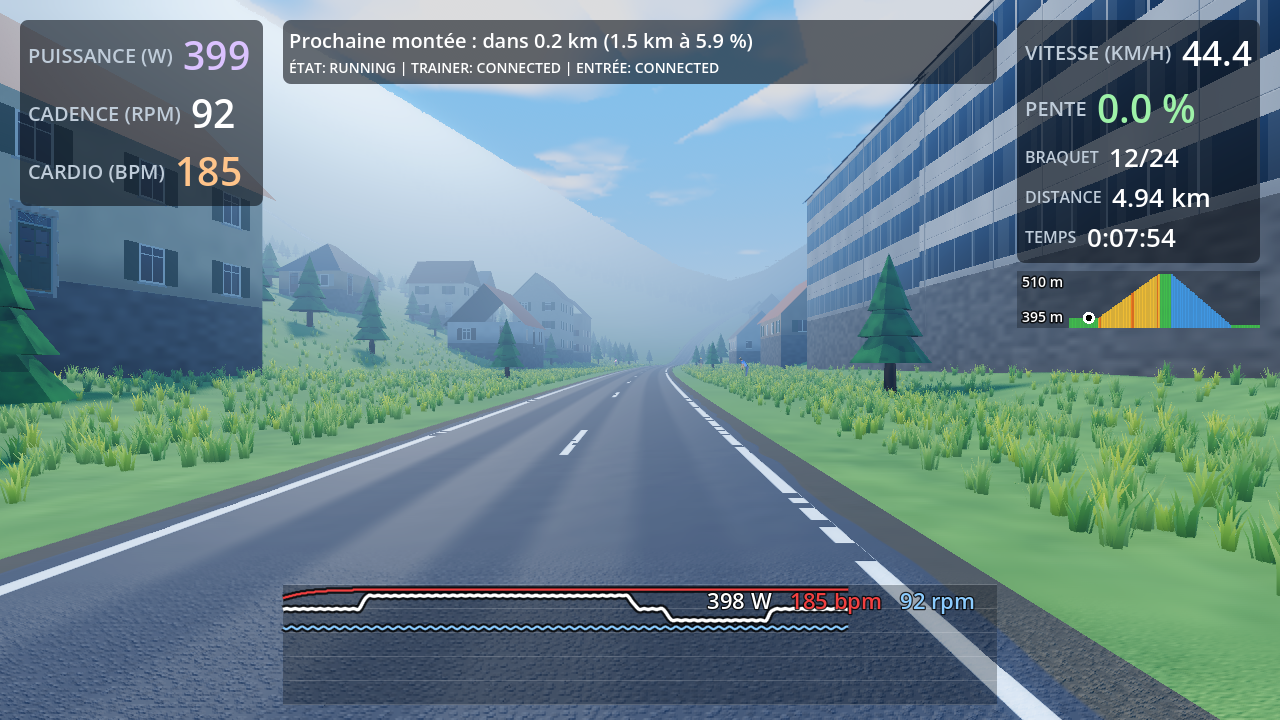 PUISSANCE (W) 399
CADENCE (RPM) 92
CARDIO (BPM) 185
Prochaine montée : dans 0.2 km (1.5 km à 5.9 %)
ÉTAT: RUNNING | TRAINER: CONNECTED | ENTRÉE: CONNECTED
VITESSE (KM/H) 44.4
PENTE 0.0 %
BRAQUET 12/24
DISTANCE 4.94 km
TEMPS 0:07:54
510 m
395 m
398 W 185 bpm 92 rpm